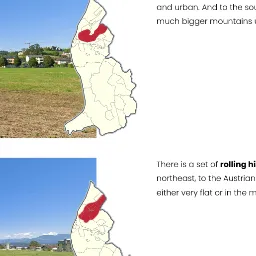 and urban. And to the sou
much bigger mountains
There is a set of rolling hi
northeast, to the Austrian
either very flat or in the m